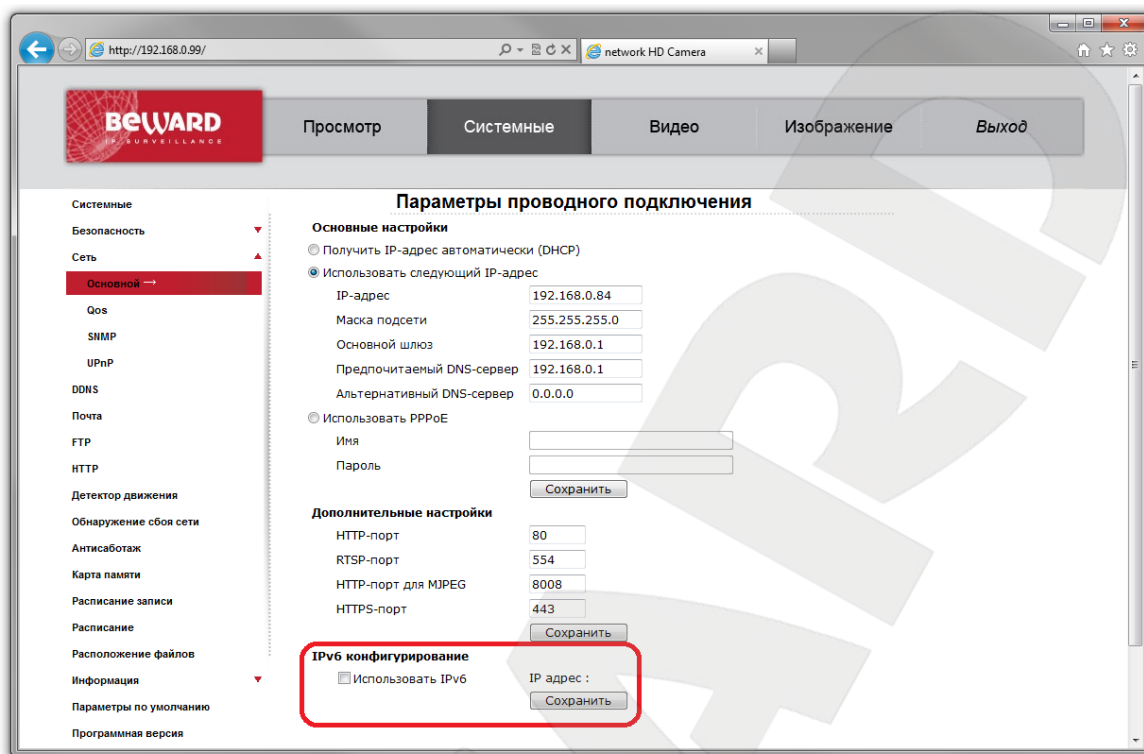 http://192.168.0.99/
network HD Camera
BEWARD
IP SURVEILLANCE
Просмотр
Системные
Видео
Изображение
Выход
Системные
Безопасность
Сеть
Основной →
Qos
SNMP
UPnP
DDNS
Почта
FTP
HTTP
Детектор движения
Обнаружение сбоя сети
Антисаботаж
Карта памяти
Расписание записи
Расписание
Расположение файлов
Информация
Параметры по умолчанию
Программная версия
Параметры проводного подключения
Основные настройки
Получить IP-адрес автоматически (DHCP)
Использовать следующий IP-адрес
IP-адрес 192.168.0.84
Маска подсети 255.255.255.0
Основной шлюз 192.168.0.1
Предпочитаемый DNS-сервер 192.168.0.1
Альтернативный DNS-сервер 0.0.0.0
Использовать PPPoE
Имя
Пароль
Сохранить
Дополнительные настройки
HTTP-порт 80
RTSP-порт 554
HTTP-порт для MJPEG 8008
HTTPS-порт 443
Сохранить
IPv6 конфигурирование
Использовать IPv6 IP адрес :
Сохранить